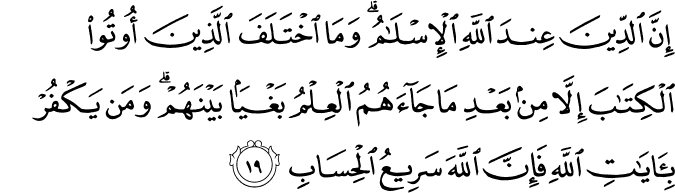 إِنَّ ٱلدِّينَ عِندَ ٱللَّهِ ٱلْإِسْلَـٰمُ ۗ وَمَا ٱخْتَلَفَ ٱلَّذِينَ أُوتُوا۟
ٱلْكِتَـٰبَ إِلَّا مِنۢ بَعْدِ مَا جَآءَهُمُ ٱلْعِلْمُ بَغْيًۢا بَيْنَهُمْ ۗ وَمَن يَكْفُرْ
بِـَٔايَـٰتِ ٱللَّهِ فَإِنَّ ٱللَّهَ سَرِيعُ ٱلْحِسَابِ ١٩